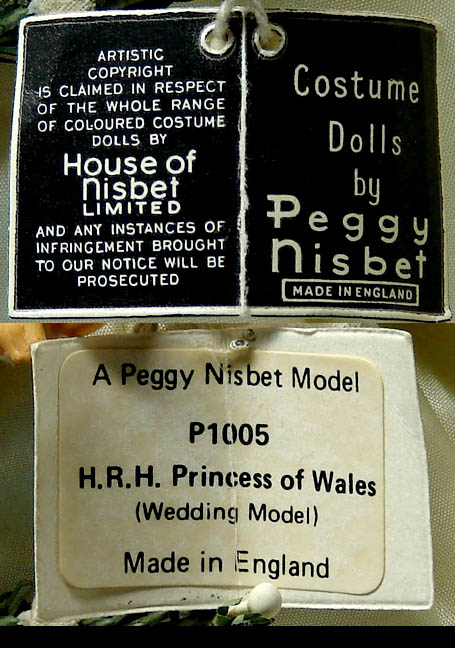 ARTISTIC
COPYRIGHT
IS CLAIMED IN RESPECT
OF THE WHOLE RANGE
OF COLOURED COSTUME
DOLLS BY
House of
Nisbet
LIMITED
AND ANY INSTANCES OF
INFRINGEMENT BROUGHT
TO OUR NOTICE WILL BE
PROSECUTED
Costume
Dolls
by
Peggy
Nisbet
MADE IN ENGLAND
A Peggy Nisbet Model
P1005
H.R.H. Princess of Wales
(Wedding Model)
Made in England